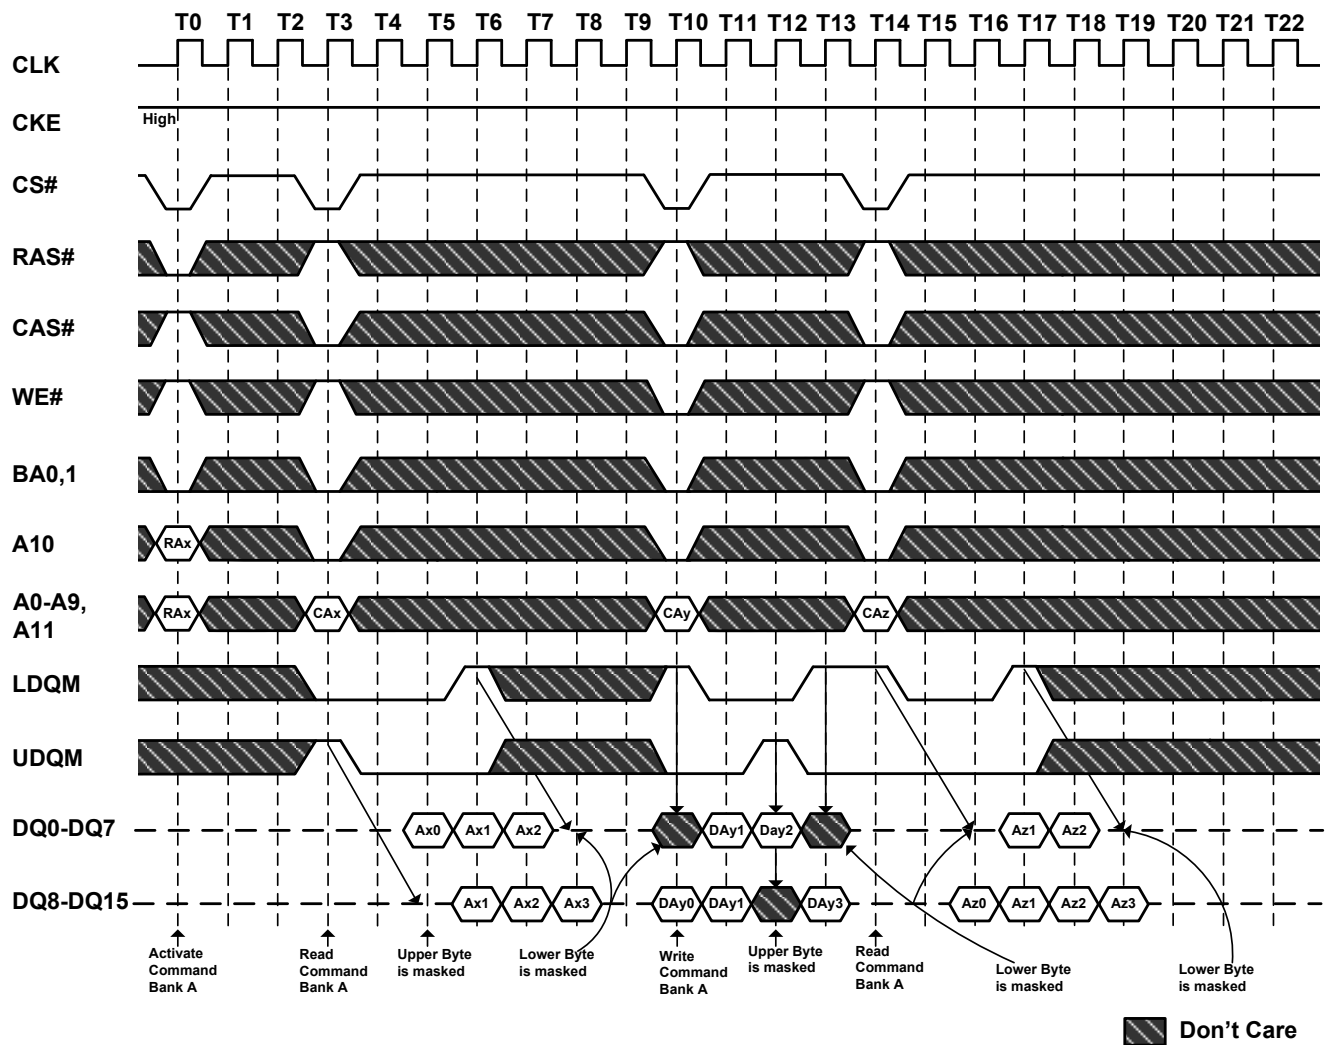 T0 T1 T2 T3 T4 T5 T6 T7 T8 T9 T10 T11 T12 T13 T14 T15 T16 T17 T18 T19 T20 T21 T22
CLK
CKE
High
CS#
RAS#
CAS#
WE#
BA0,1
A10
RAx
A0-A9,
A11
RAx CAx CAy CAz
LDQM
UDQM
DQ0-DQ7
Ax0 Ax1 Ax2 DAy1 Day2 Az1 Az2
DQ8-DQ15
Ax1 Ax2 Ax3 DAy0 DAy1 DAy3 Az0 Az1 Az2 Az3
Activate
Command
Bank A
Read
Command
Bank A
Upper Byte
is masked
Lower Byte
is masked
Write
Command
Bank A
Upper Byte
is masked
Read
Command
Bank A
Lower Byte
is masked
Lower Byte
is masked
Don't Care